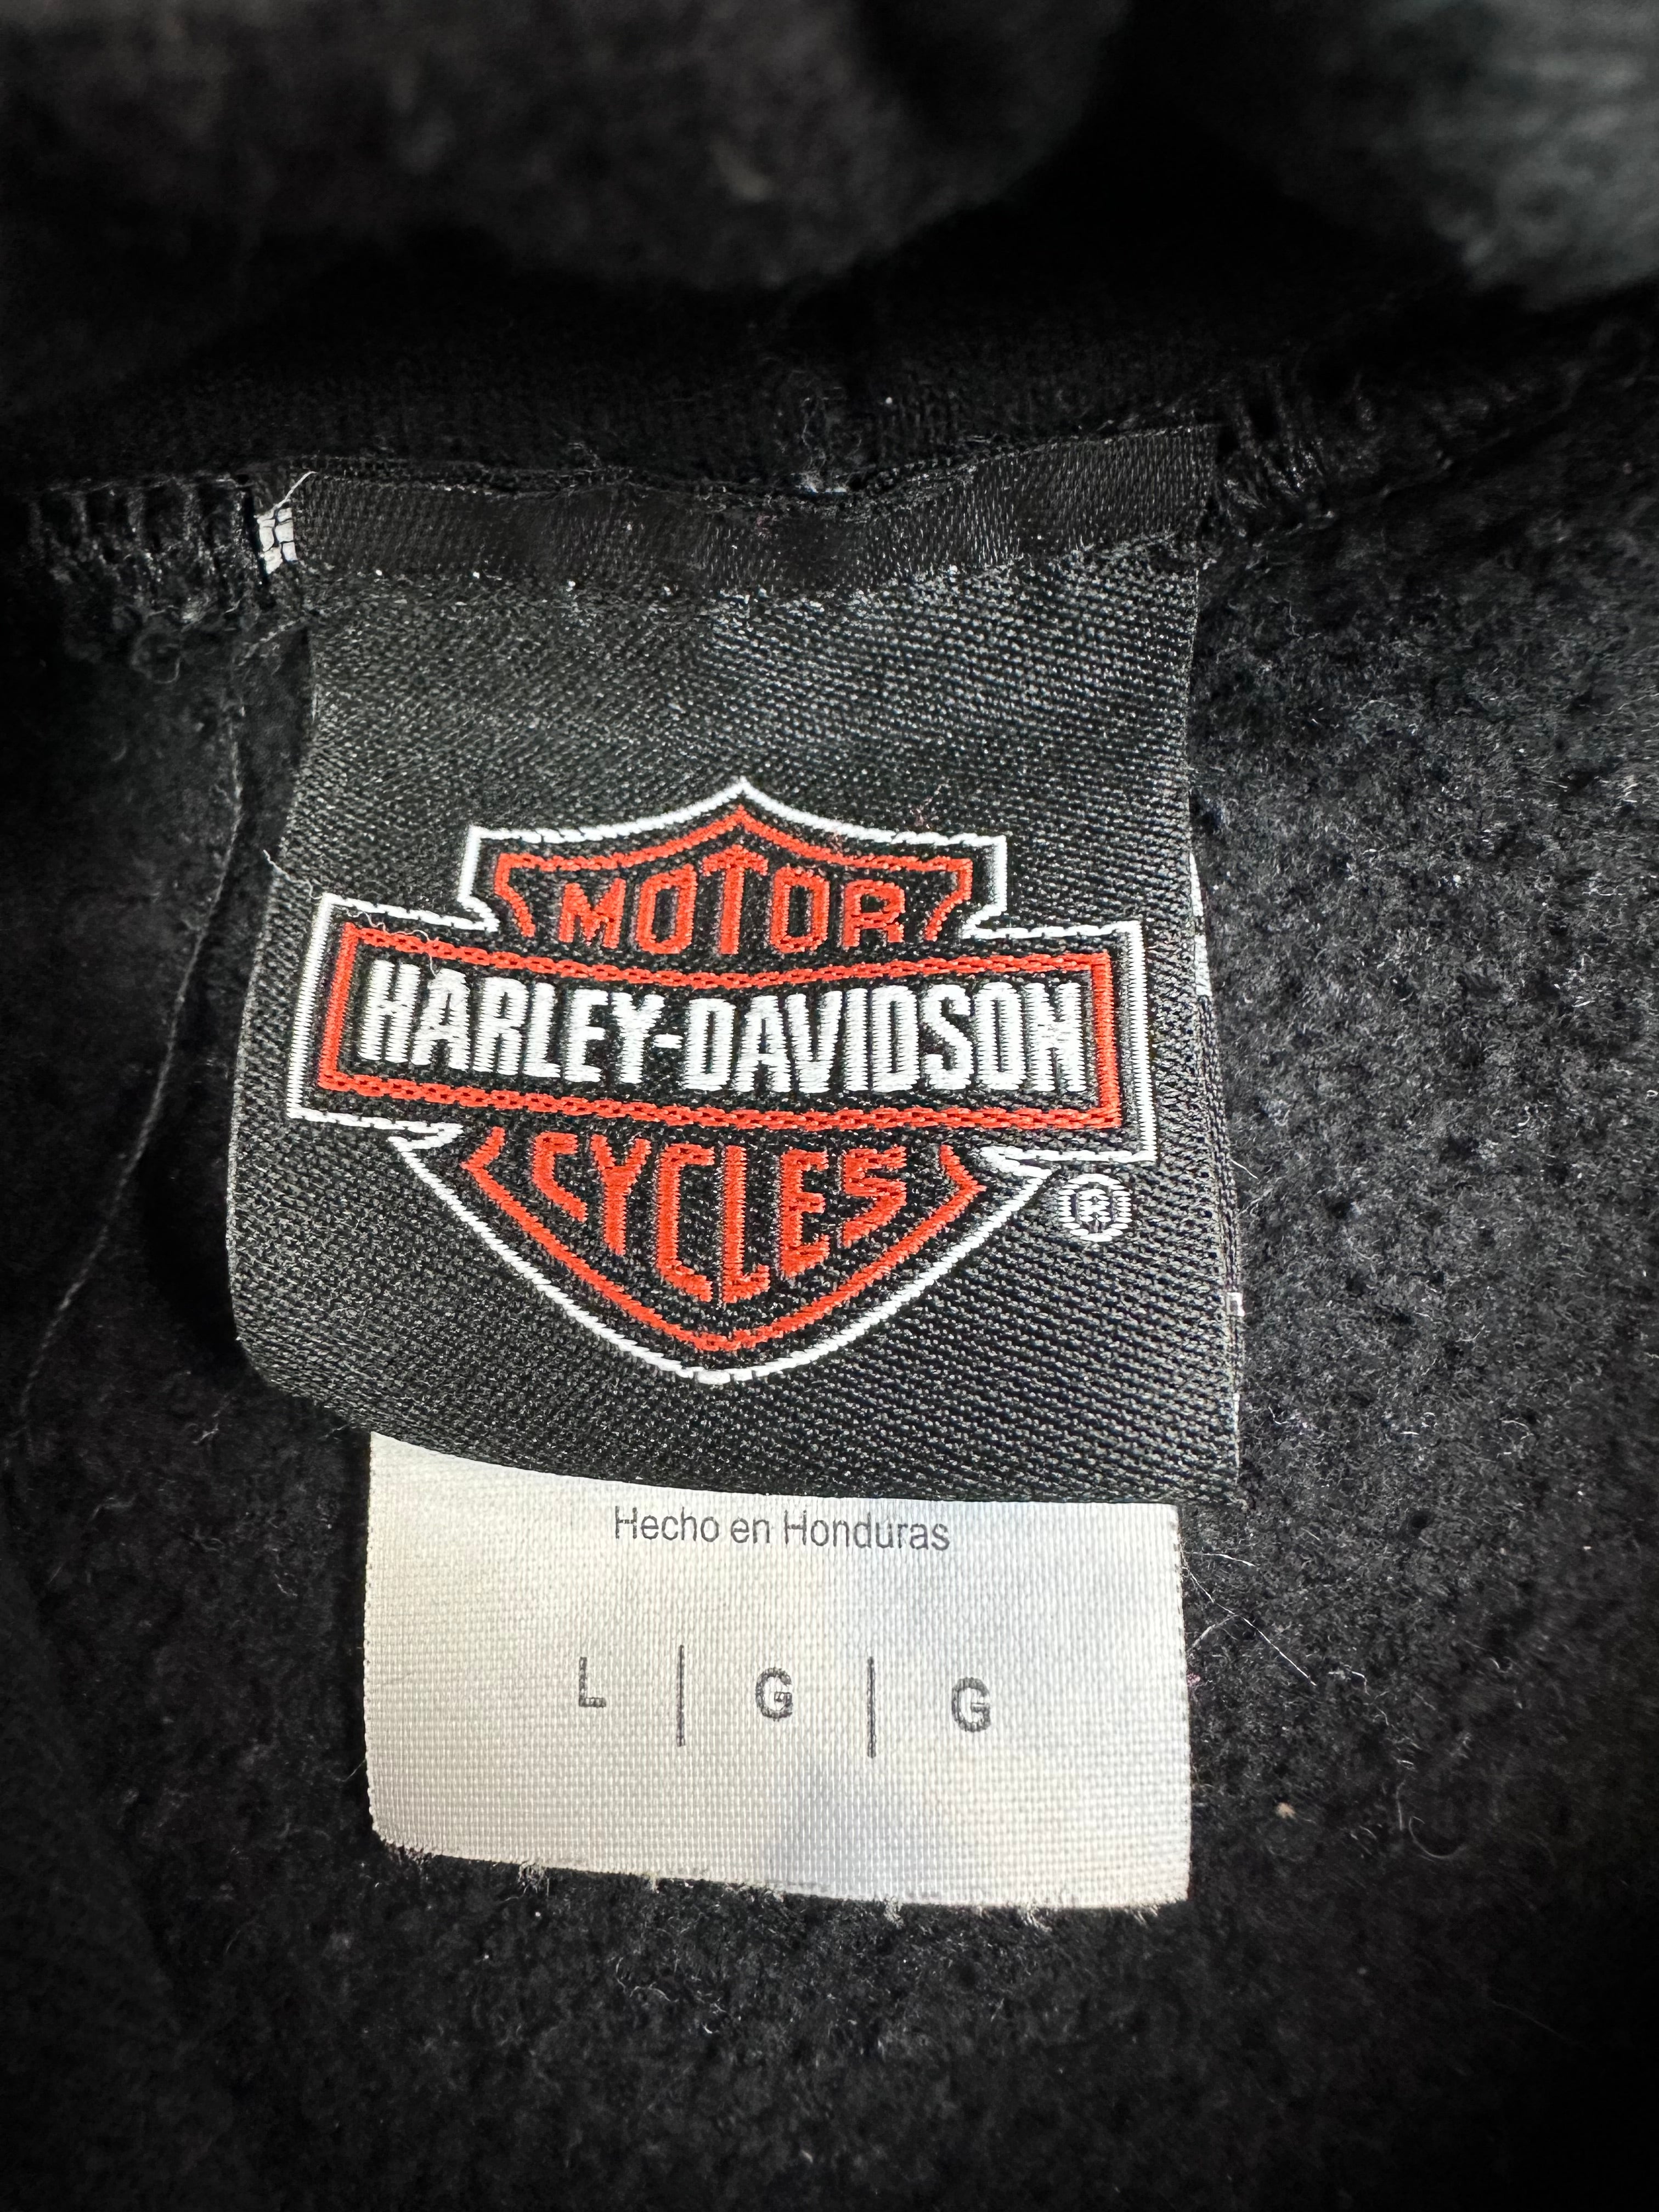 MOTOR
HARLEY-DAVIDSON
CYCLES
®
Hecho en Honduras
L | G | G